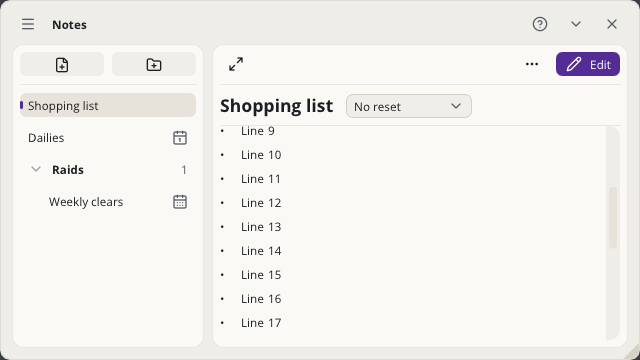 Notes
Edit
Shopping list
Dailies
Raids 1
Weekly clears
Shopping list No reset
• Line 9
• Line 10
• Line 11
• Line 12
• Line 13
• Line 14
• Line 15
• Line 16
• Line 17